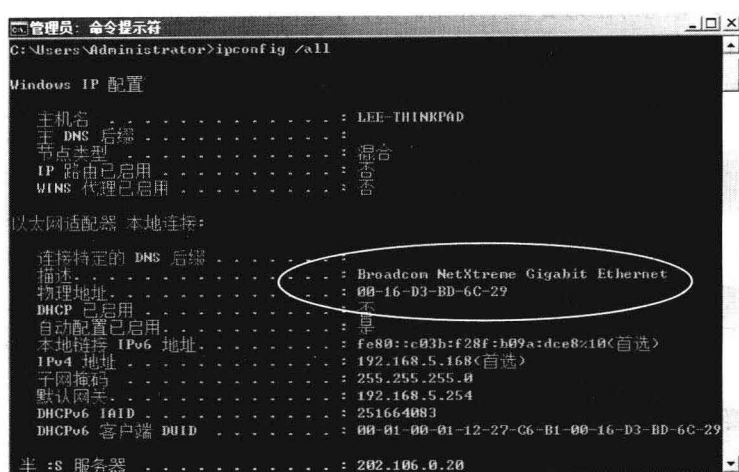 管理员: 命令提示符
C:\Users\Administrator>ipconfig /all
Windows IP 配置
主机名 . . . . . . . . . . . . . : LEE-THINKPAD
主 DNS 后缀 . . . . . . . . . . . :
节点类型 . . . . . . . . . . . . : 混合
IP 路由已启用 . . . . . . . . . . : 否
WINS 代理已启用 . . . . . . . . . : 否
以太网适配器 本地连接:
连接特定的 DNS 后缀 . . . . . . . :
描述. . . . . . . . . . . . . . . : Broadcom NetXtreme Gigabit Ethernet
物理地址. . . . . . . . . . . . . : 00-16-D3-BD-6C-29
DHCP 已启用 . . . . . . . . . . . : 否
自动配置已启用. . . . . . . . . . : 是
本地链接 IPv6 地址. . . . . . . . : fe80::c03b:f28f:b09a:dce8%10(首选)
IPv4 地址 . . . . . . . . . . . . : 192.168.5.168(首选)
子网掩码 . . . . . . . . . . . . : 255.255.255.0
默认网关. . . . . . . . . . . . . : 192.168.5.254
DHCPv6 IAID . . . . . . . . . . . : 251664083
DHCPv6 客户端 DUID . . . . . . . : 00-01-00-01-12-27-C6-B1-00-16-D3-BD-6C-29
半 :S 服务器 . . . . . . . . . . . : 202.106.0.20